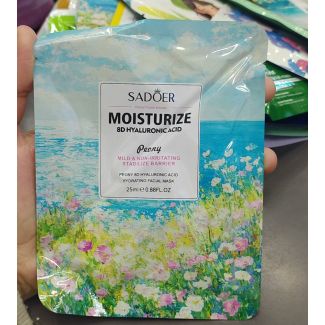 SADOER
MOISTURIZE
8D HYALURONIC ACID
Peony
MILD & NUA-IRRITATING
STABILIZE BARRIER
PEONY 8D HYALURONIC ACID
HYDRATING FACIAL MASK
25ml ℮ 0.88FL.OZ